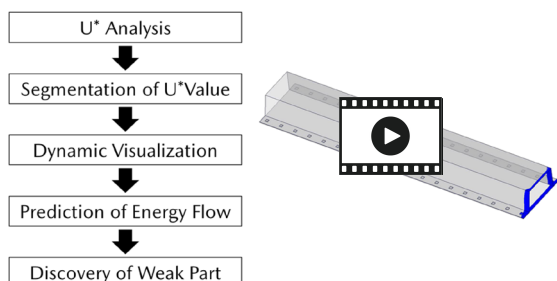 U* Analysis
Segmentation of U*Value
Dynamic Visualization
Prediction of Energy Flow
Discovery of Weak Part